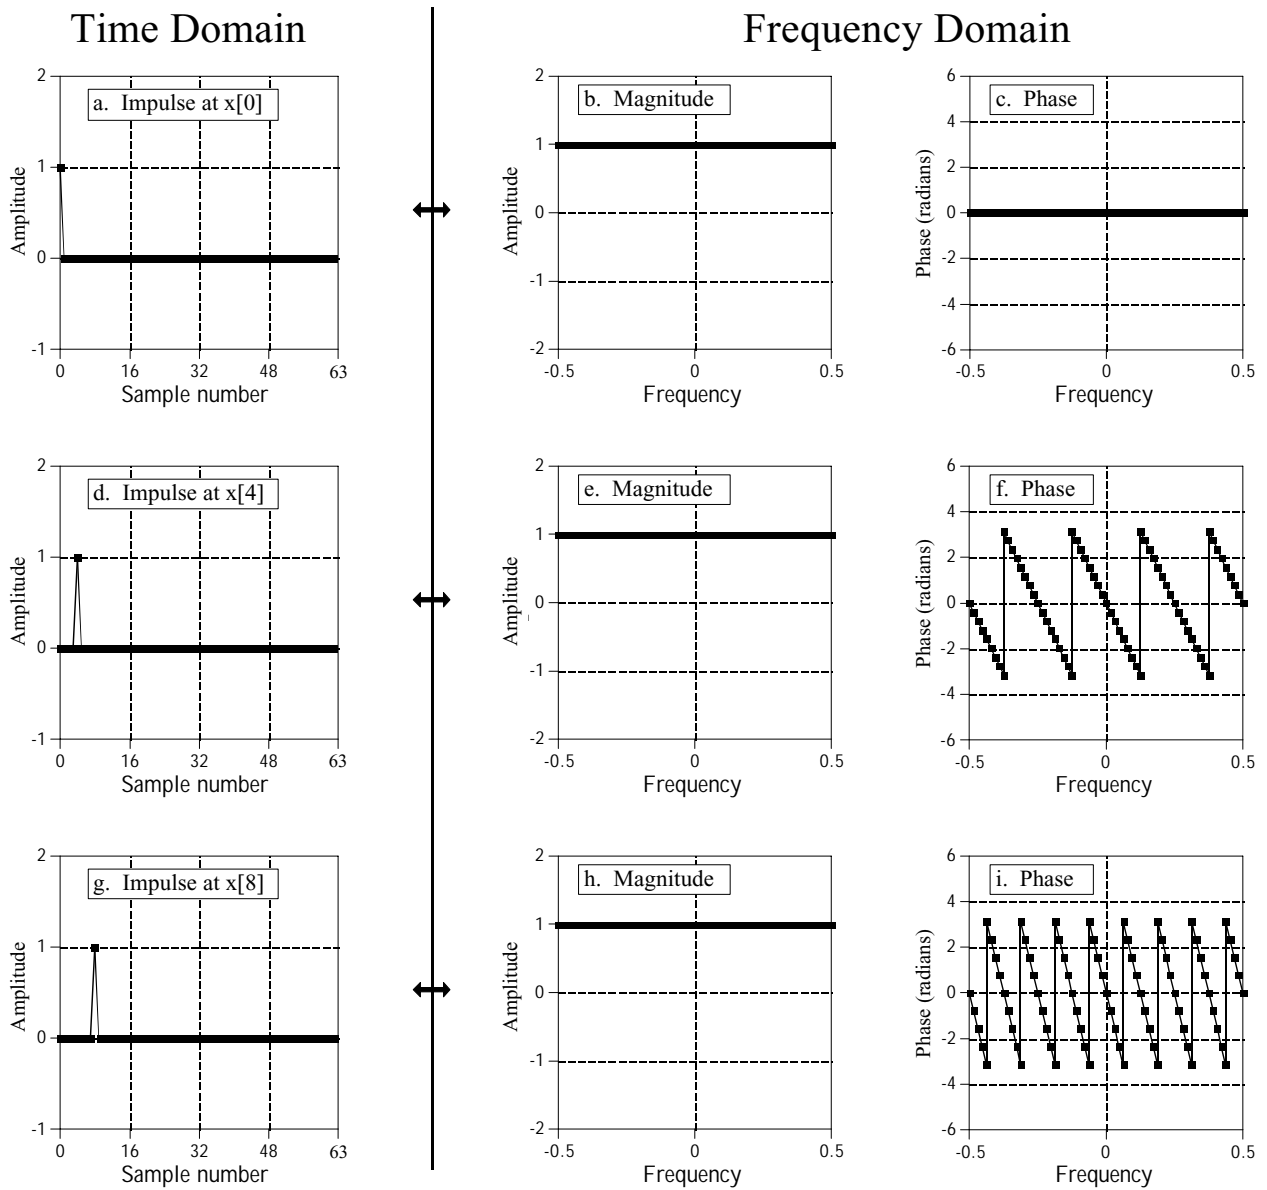 Time Domain
Frequency Domain
a. Impulse at x[0]
2
1
0
-1
0 16 32 48 63
Sample number
Amplitude
b. Magnitude
2
1
0
-1
-2
-0.5 0 0.5
Frequency
Amplitude
c. Phase
6
4
2
0
-2
-4
-6
-0.5 0 0.5
Frequency
Phase (radians)
d. Impulse at x[4]
2
1
0
-1
0 16 32 48 63
Sample number
Amplitude
e. Magnitude
2
1
0
-1
-2
-0.5 0 0.5
Frequency
Amplitude
f. Phase
6
4
2
0
-2
-4
-6
-0.5 0 0.5
Frequency
Phase (radians)
g. Impulse at x[8]
2
1
0
-1
0 16 32 48 63
Sample number
Amplitude
h. Magnitude
2
1
0
-1
-2
-0.5 0 0.5
Frequency
Amplitude
i. Phase
6
4
2
0
-2
-4
-6
-0.5 0 0.5
Frequency
Phase (radians)